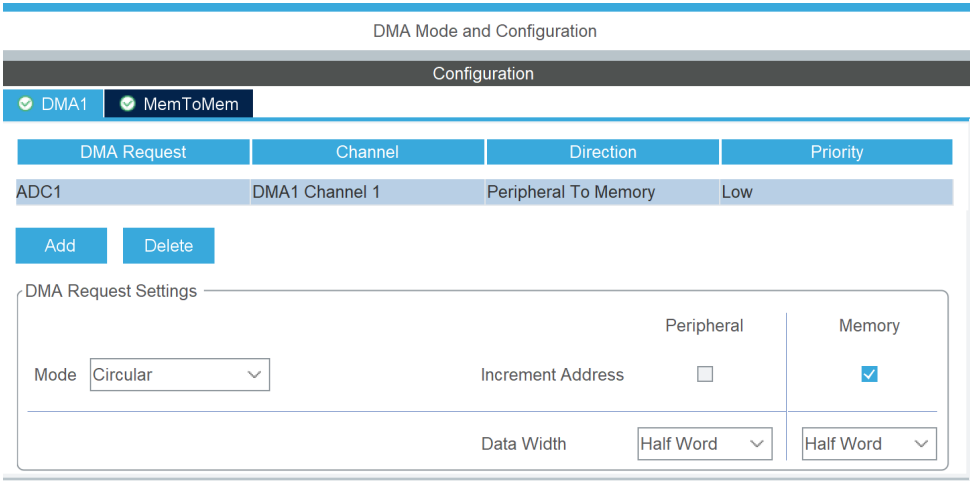 DMA Mode and Configuration
Configuration
DMA1 MemToMem
DMA Request Channel Direction Priority
ADC1 DMA1 Channel 1 Peripheral To Memory Low
Add Delete
DMA Request Settings
Peripheral Memory
Mode Circular Increment Address
Data Width Half Word Half Word